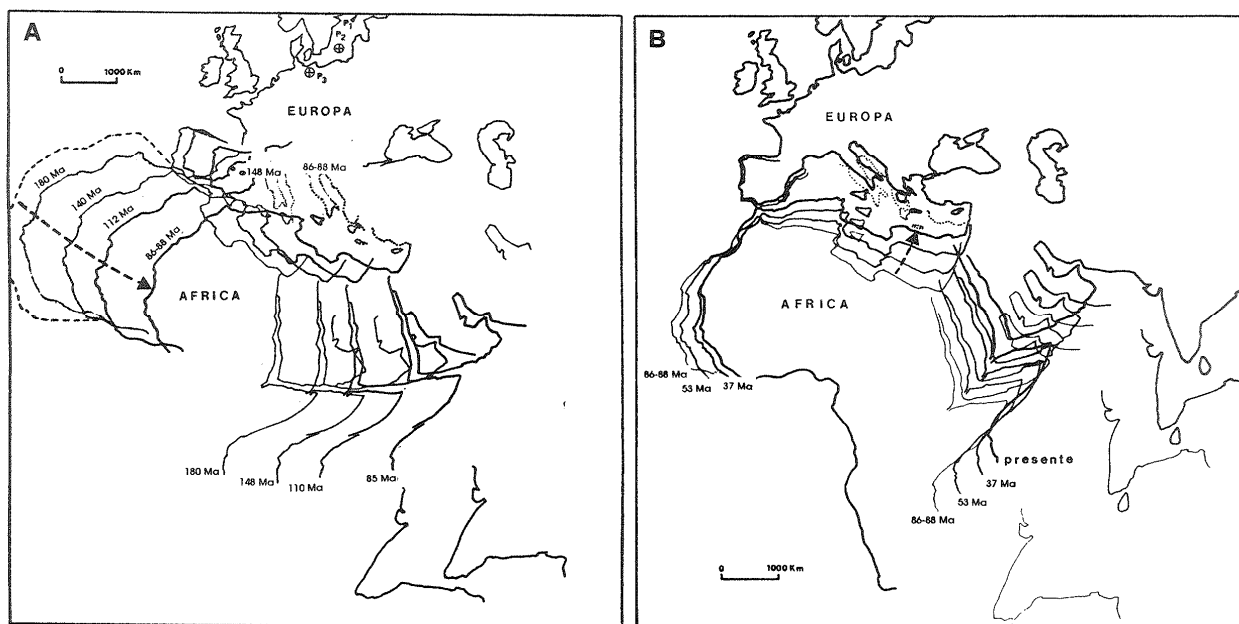 A
P1
P2
P3
0 1000 Km
EUROPA
148 Ma
86-88 Ma
180 Ma
140 Ma
112 Ma
86-88 Ma
AFRICA
180 Ma
148 Ma
110 Ma
85 Ma
B
EUROPA
AFRICA
86-88 Ma
53 Ma
37 Ma
presente
37 Ma
53 Ma
86-88 Ma
0 1000 Km